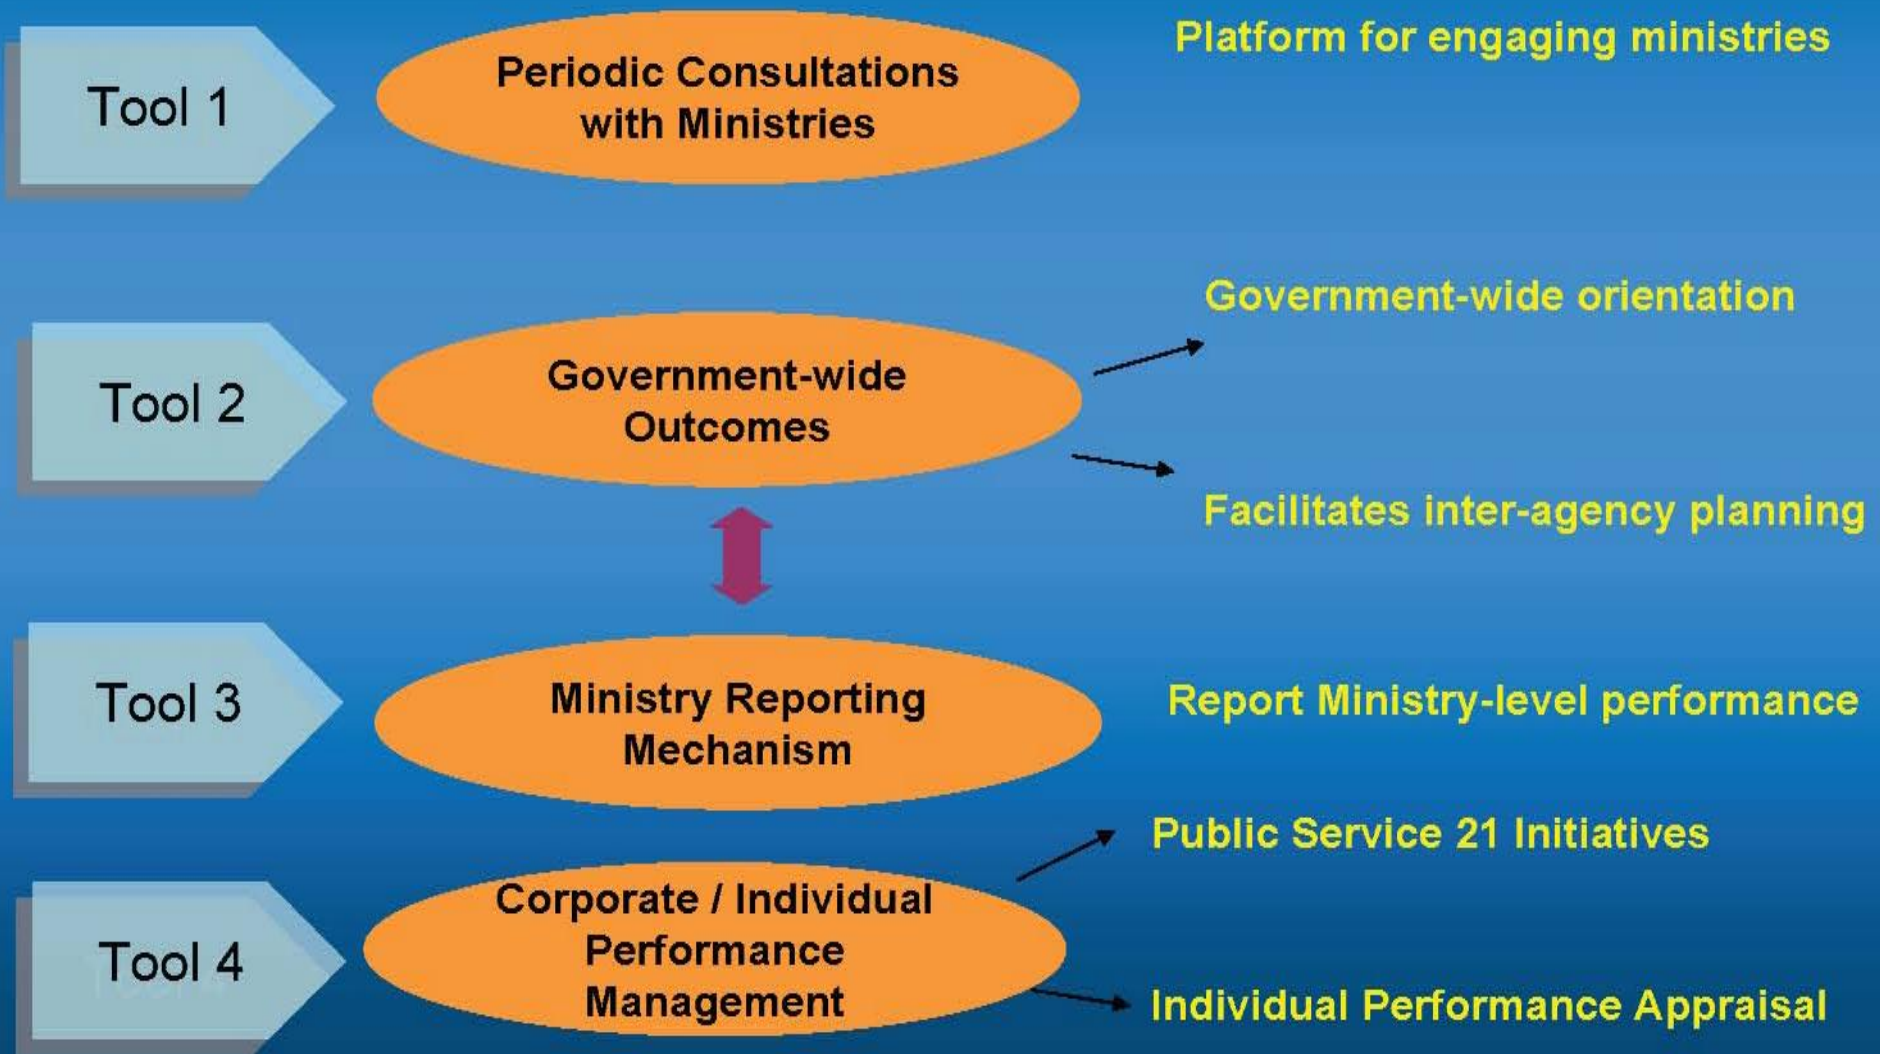 Tool 1
Periodic Consultations
with Ministries
Platform for engaging ministries
Tool 2
Government-wide
Outcomes
Government-wide orientation
Facilitates inter-agency planning
Tool 3
Ministry Reporting
Mechanism
Report Ministry-level performance
Tool 4
Corporate / Individual
Performance
Management
Public Service 21 Initiatives
Individual Performance Appraisal